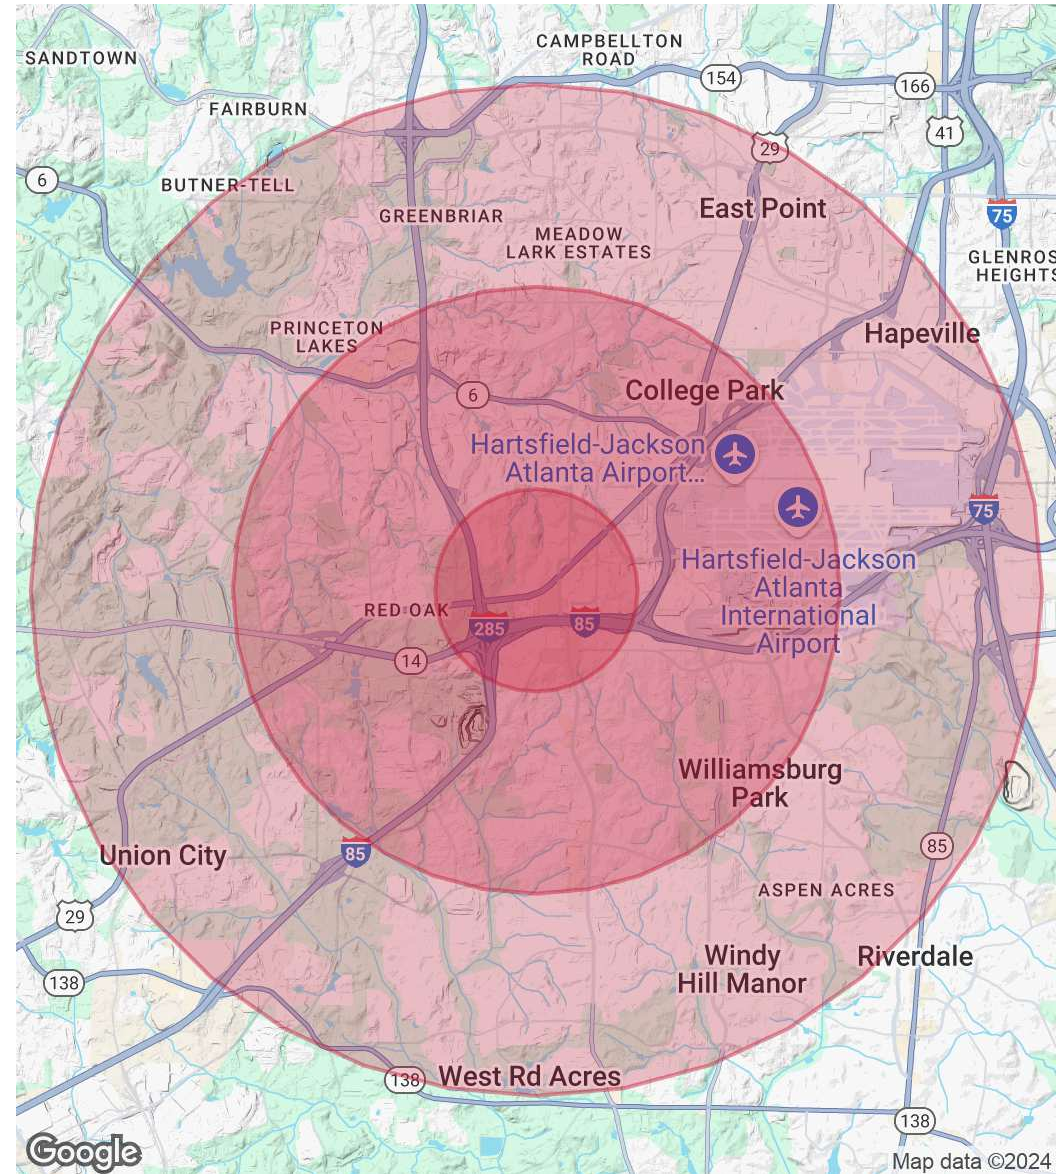 SANDTOWN
CAMPBELLTON
ROAD
154
166
FAIRBURN
41
29
6
BUTNER-TELL
East Point
GREENBRIAR
75
MEADOW
LARK ESTATES
GLENROS
HEIGHTS
PRINCETON
LAKES
Hapeville
6
College Park
Hartsfield-Jackson
Atlanta Airport...
75
Hartsfield-Jackson
Atlanta
International
Airport
RED OAK
285
85
14
Williamsburg
Park
85
Union City
85
ASPEN ACRES
29
Windy
Hill Manor
Riverdale
138
138
West Rd Acres
138
Google
Map data ©2024